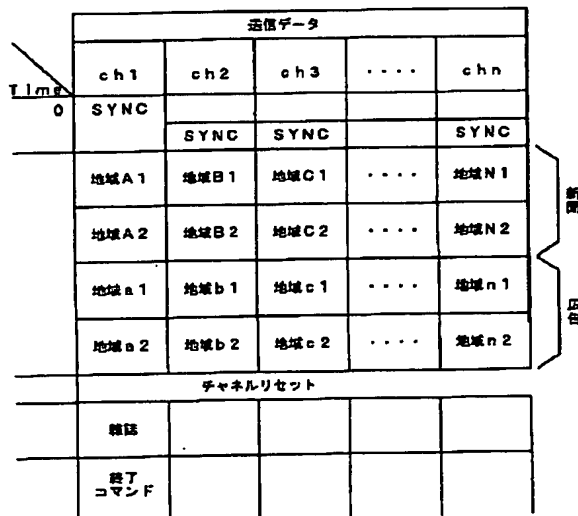 送信データ
Time
ch1 ch2 ch3 ・・・・ chn
0 SYNC
SYNC SYNC SYNC
地域A1 地域B1 地域C1 ・・・・ 地域N1
新聞
地域A2 地域B2 地域C2 ・・・・ 地域N2
地域a1 地域b1 地域c1 ・・・・ 地域n1
広告
地域a2 地域b2 地域c2 ・・・・ 地域n2
チャネルリセット
雑誌
終了
コマンド